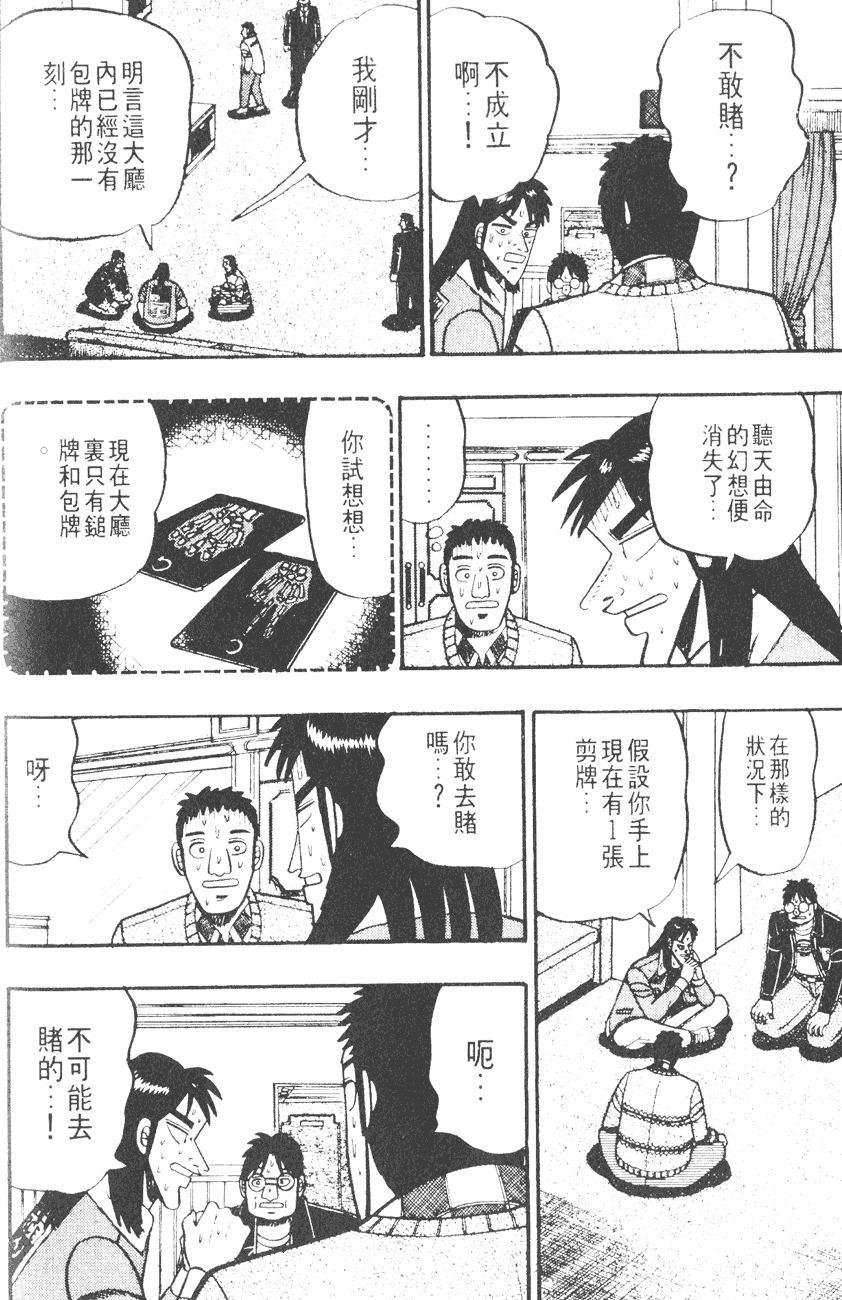 不敢賭…?
不成立
啊…!
我剛才…
明言這大廳
內已經沒有
包牌的那一
刻…
聽天由命
的幻想便
消失了…
……
你試想想…
現在大廳
裏只有鎚
牌和包牌
。
在那樣的
狀況下…
假設你手上
現在有1張
剪牌…
你敢去賭
嗎…?
呀…
呃…
不可能去
賭的…!